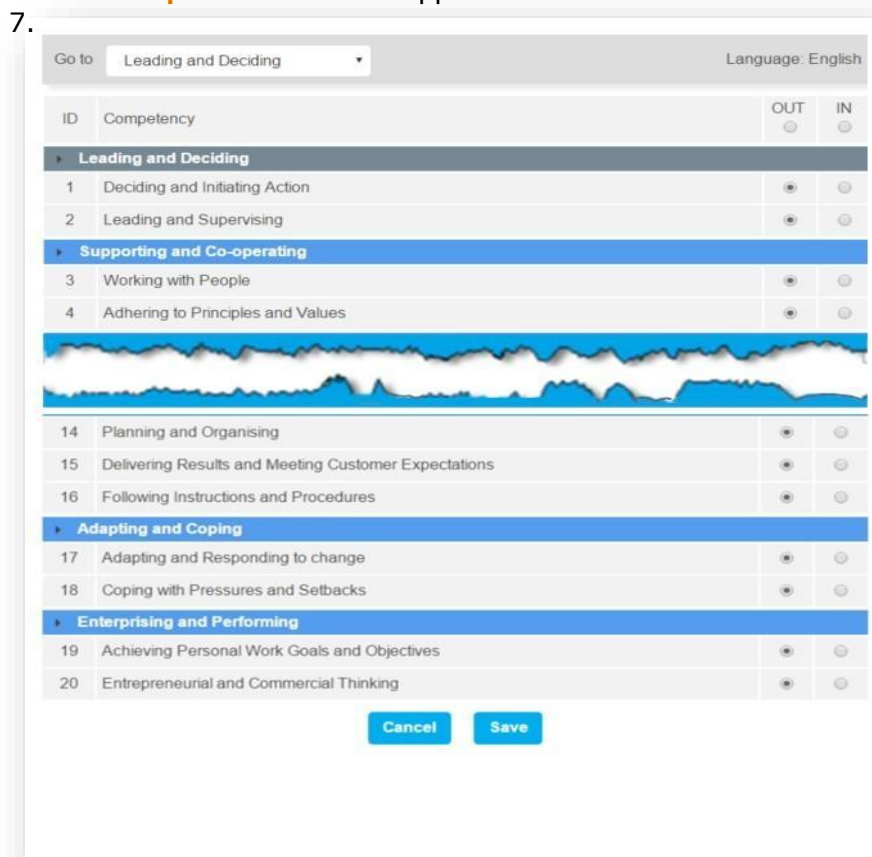 7.
Go to Leading and Deciding Language: English
ID Competency OUT IN
Leading and Deciding
1 Deciding and Initiating Action
2 Leading and Supervising
Supporting and Co-operating
3 Working with People
4 Adhering to Principles and Values
14 Planning and Organising
15 Delivering Results and Meeting Customer Expectations
16 Following Instructions and Procedures
Adapting and Coping
17 Adapting and Responding to change
18 Coping with Pressures and Setbacks
Enterprising and Performing
19 Achieving Personal Work Goals and Objectives
20 Entrepreneurial and Commercial Thinking
Cancel Save